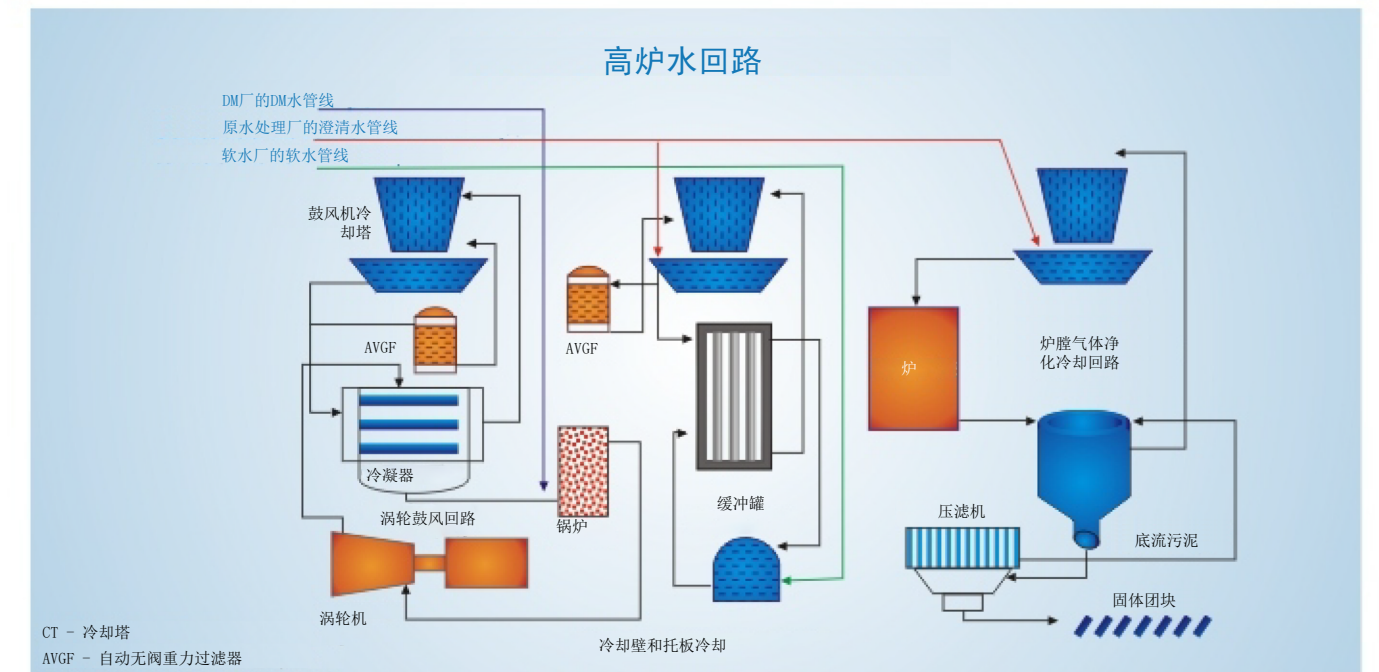 高炉水回路
DM厂的DM水管线
原水处理厂的澄清水管线
软水厂的软水管线
鼓风机冷
却塔
AVGF
AVGF
炉膛气体净
化冷却回路
炉
冷凝器
缓冲罐
涡轮鼓风回路
锅炉
压滤机
底流污泥
涡轮机
固体团块
冷却壁和托板冷却
CT - 冷却塔
AVGF - 自动无阀重力过滤器